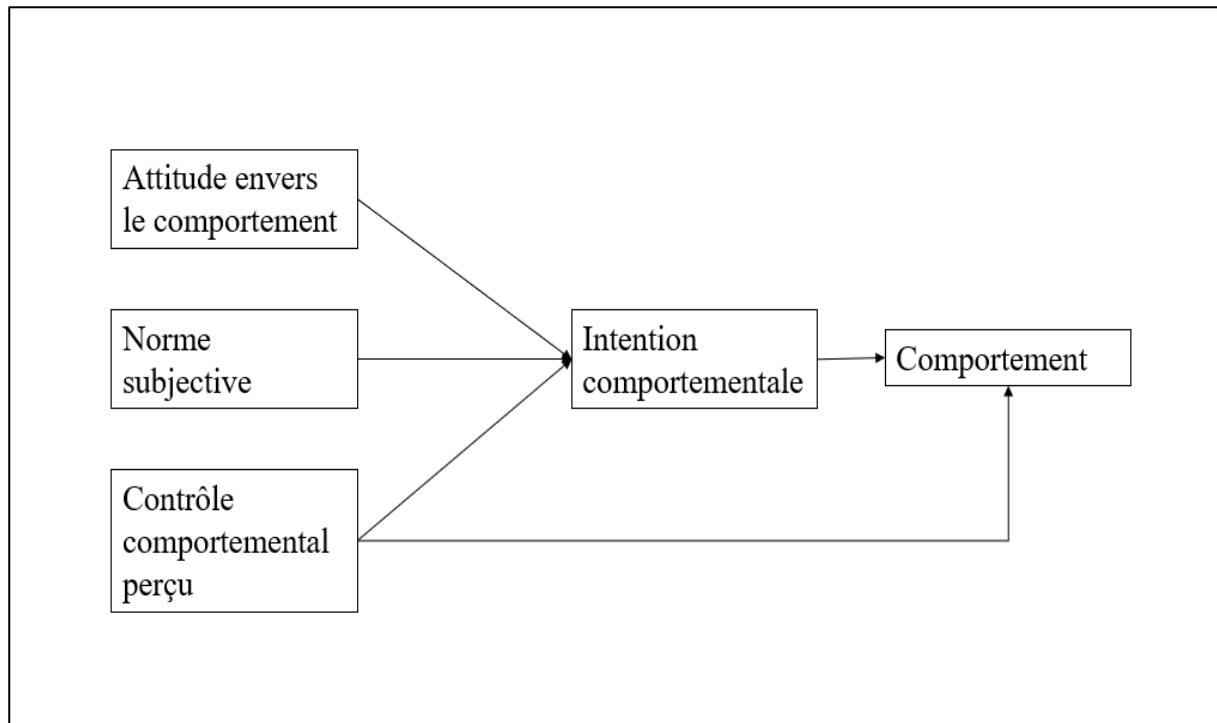 Attitude envers
le comportement
Norme
subjective
Contrôle
comportemental
perçu
Intention
comportementale
Comportement